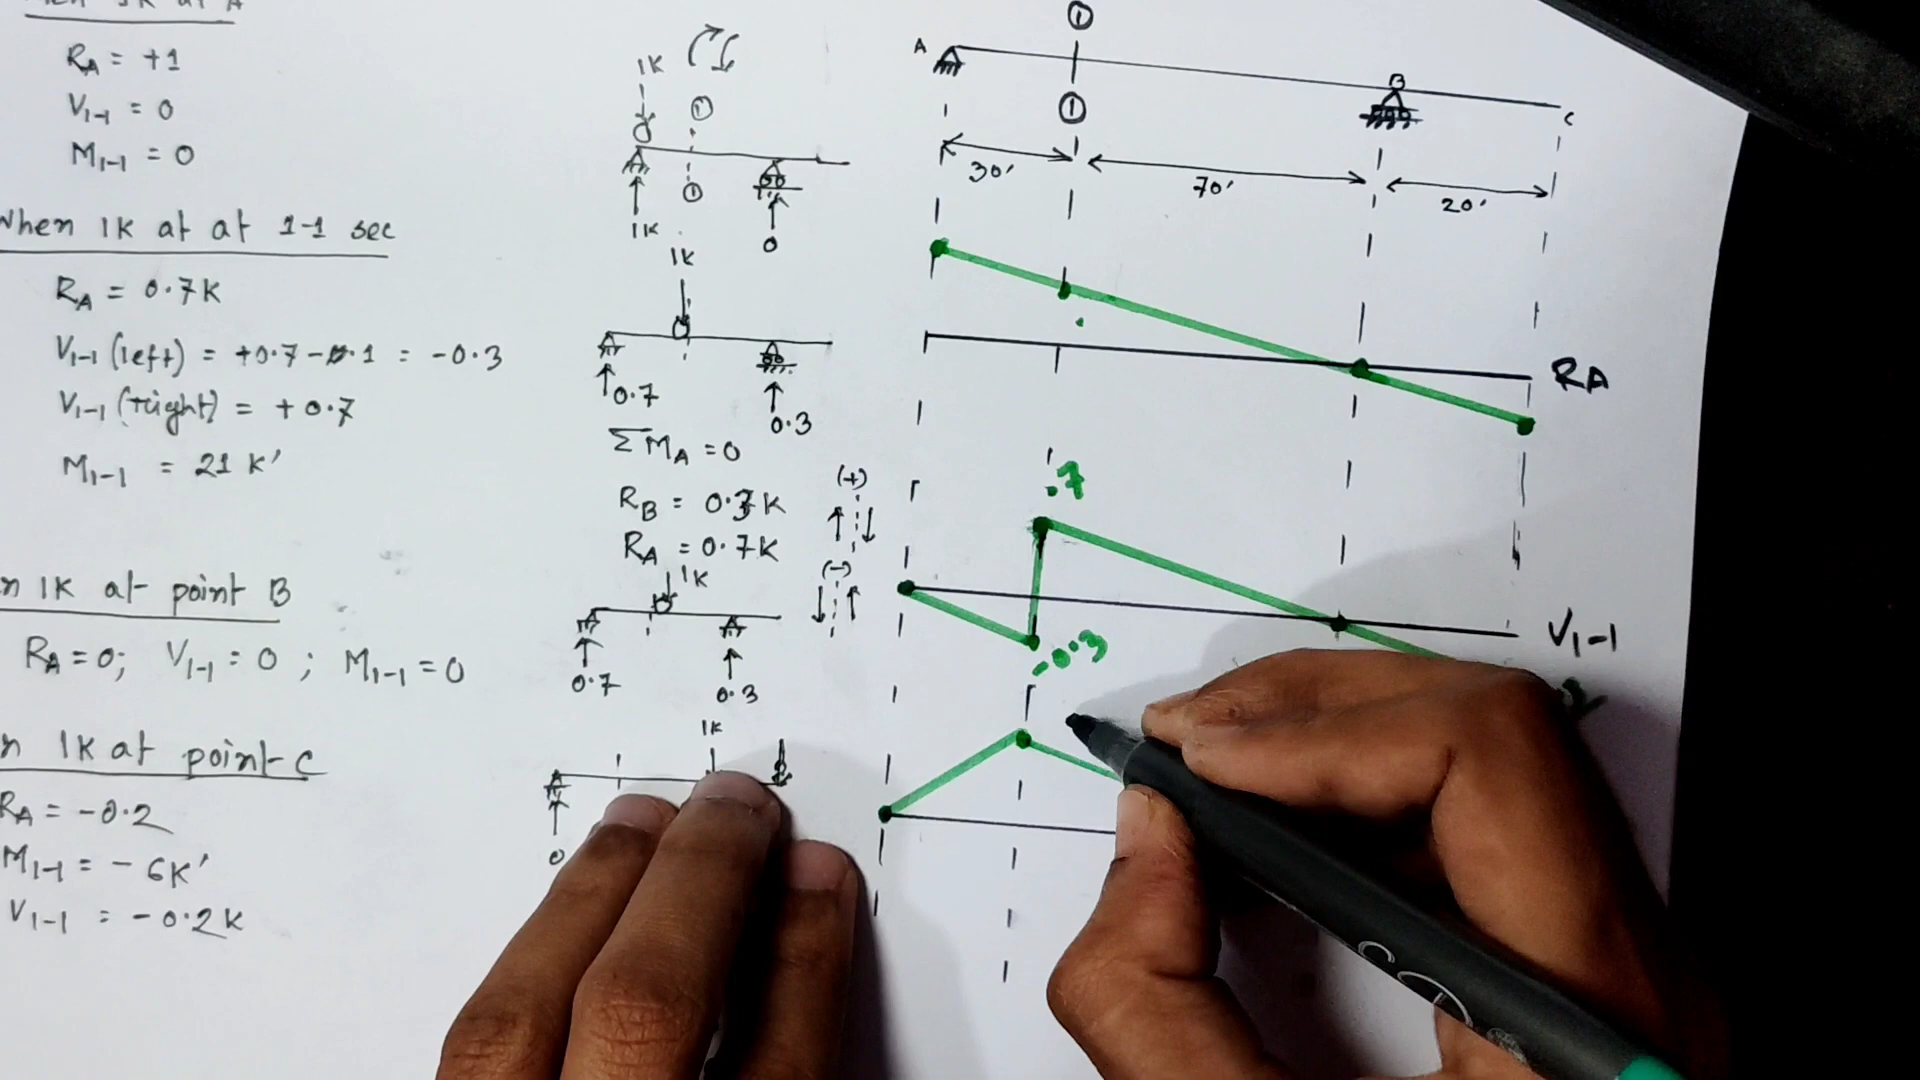 at A
RA = +1
V1-1 = 0
M1-1 = 0
When 1K at at 1-1 sec
RA = 0.7K
V1-1 (left) = +0.7 - 1 = -0.3
V1-1 (right) = +0.7
M1-1 = 21 K'
n 1K at point B
RA = 0; V1-1 = 0 ; M1-1 = 0
n 1K at point-C
RA = -0.2
M1-1 = -6K'
V1-1 = -0.2K
1K
1
1
1K
0
1K
0.7
0.3
ΣMA = 0
RB = 0.3K
RA = 0.7K
(+)
(-)
1K
0.7
0.3
1K
0
1
A
B
C
1
30'
70'
20'
RA
.7
-0.3
V1-1